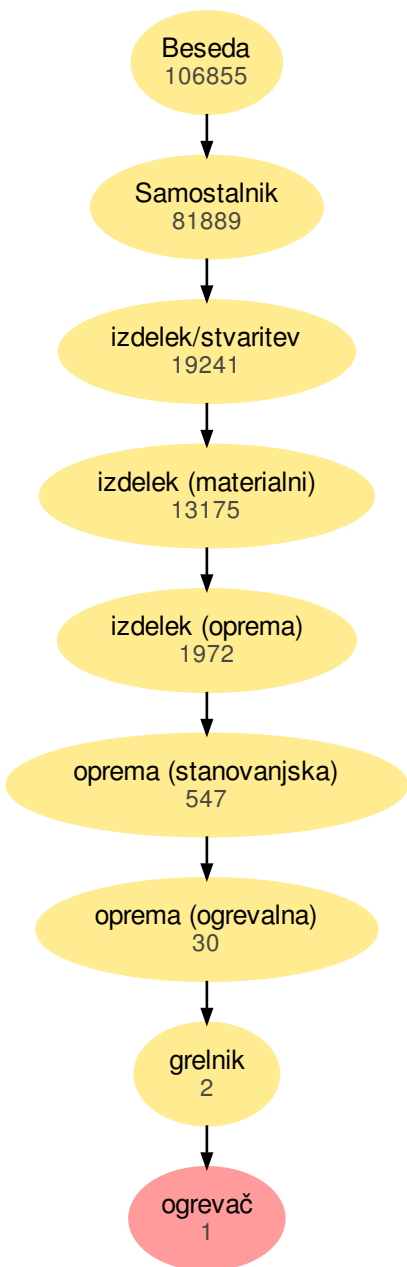 Beseda
106855
Samostalnik
81889
izdelek/stvaritev
19241
izdelek (materialni)
13175
izdelek (oprema)
1972
oprema (stanovanjska)
547
oprema (ogrevalna)
30
grelnik
2
ogrevač
1